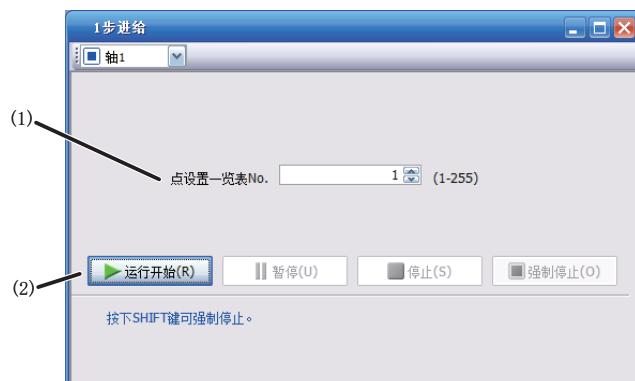 1步进给
轴1
(1)
点设置一览表No. 1 (1-255)
(2)
运行开始(R) 暂停(U) 停止(S) 强制停止(O)
按下SHIFT键可强制停止。